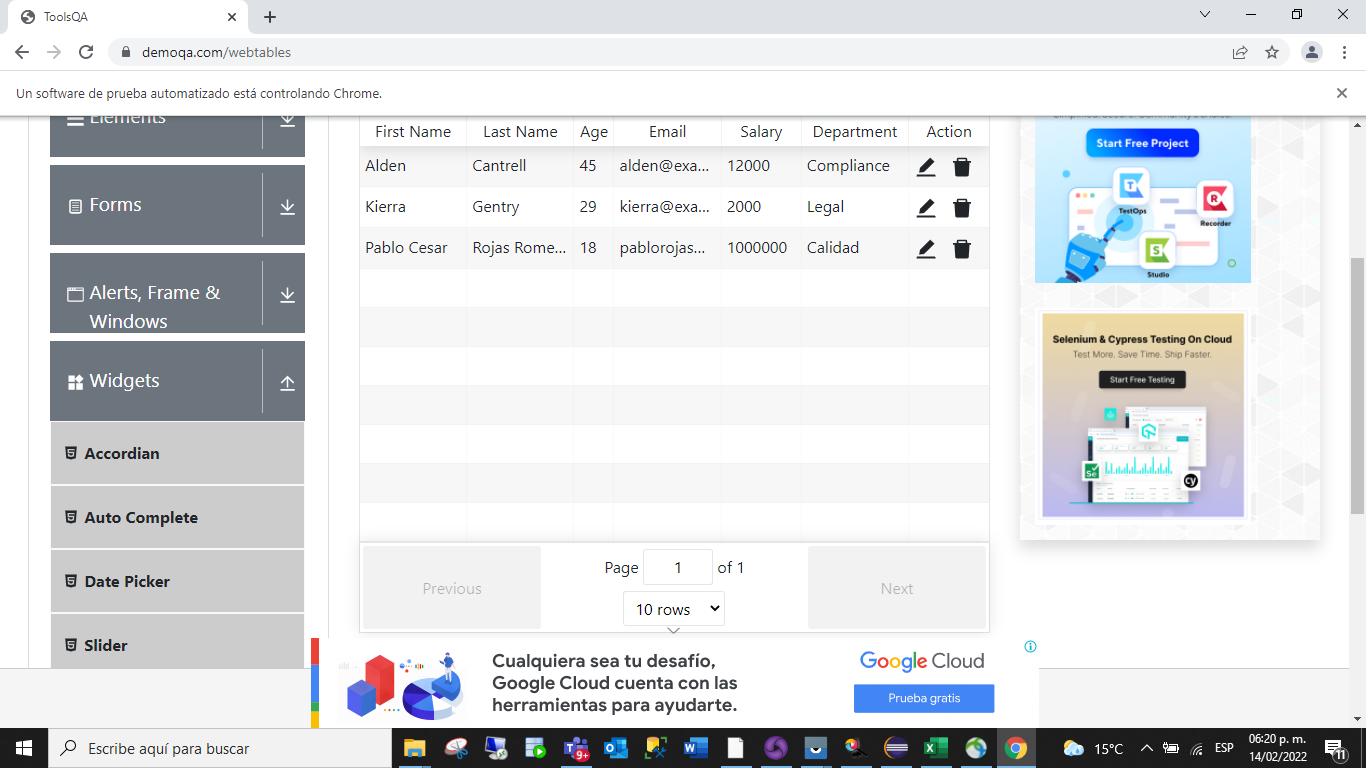 ToolsQA
demoqa.com/webtables
Un software de prueba automatizado está controlando Chrome.
Elements
Forms
Alerts, Frame &
Windows
Widgets
Accordian
Auto Complete
Date Picker
Slider
First Name Last Name Age Email Salary Department Action
Alden Cantrell 45 alden@exa... 12000 Compliance
Kierra Gentry 29 kierra@exa... 2000 Legal
Pablo Cesar Rojas Rome... 18 pablorojas... 1000000 Calidad
Previous
Page 1 of 1
10 rows
Next
Start Free Project
TestOps
Recorder
Studio
Selenium & Cypress Testing On Cloud
Test More. Save Time. Ship Faster.
Start Free Testing
Se
cy
Cualquiera sea tu desafío,
Google Cloud cuenta con las
herramientas para ayudarte.
Google Cloud
Prueba gratis
Escribe aquí para buscar
9+
15°C
ESP
06:20 p. m.
14/02/2022
11